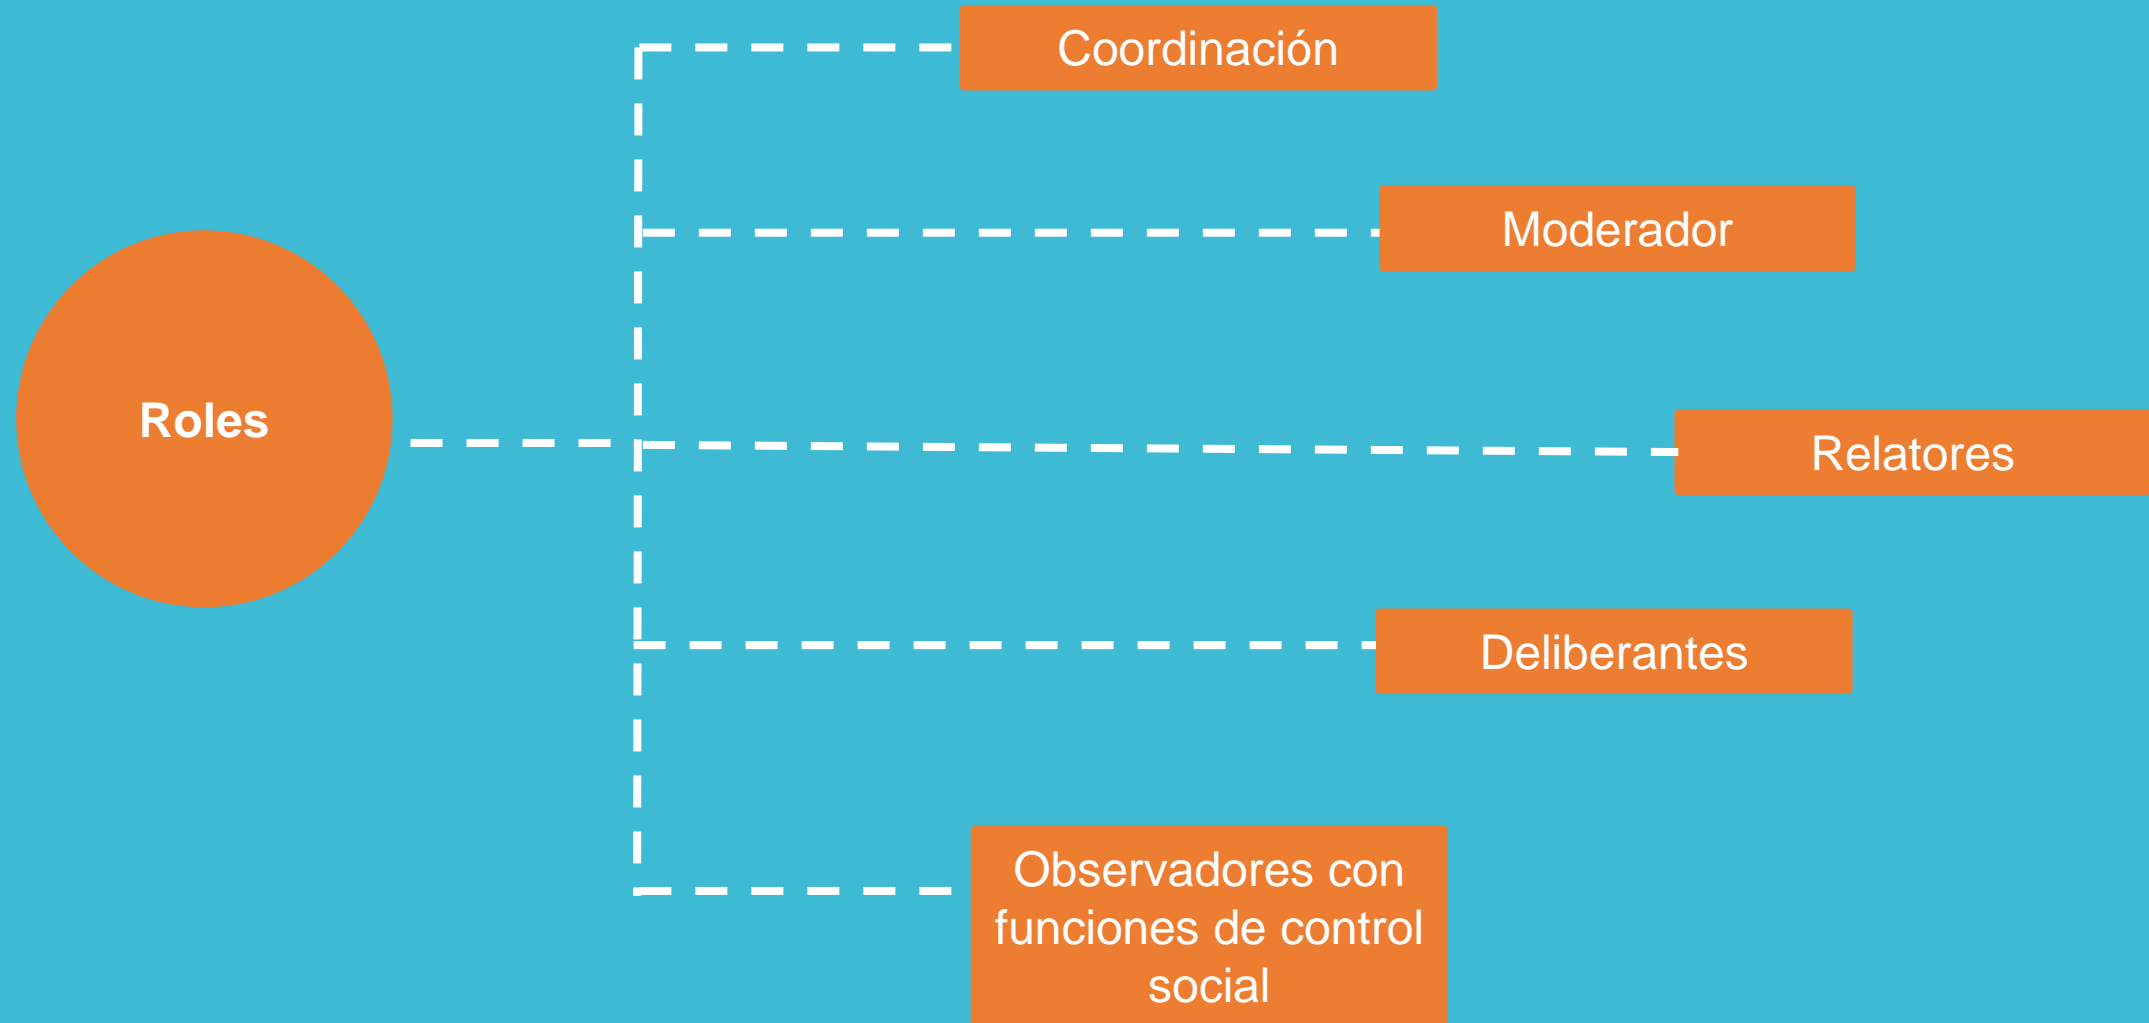 Coordinación
Moderador
Roles
Relatores
Deliberantes
Observadores con
funciones de control
social